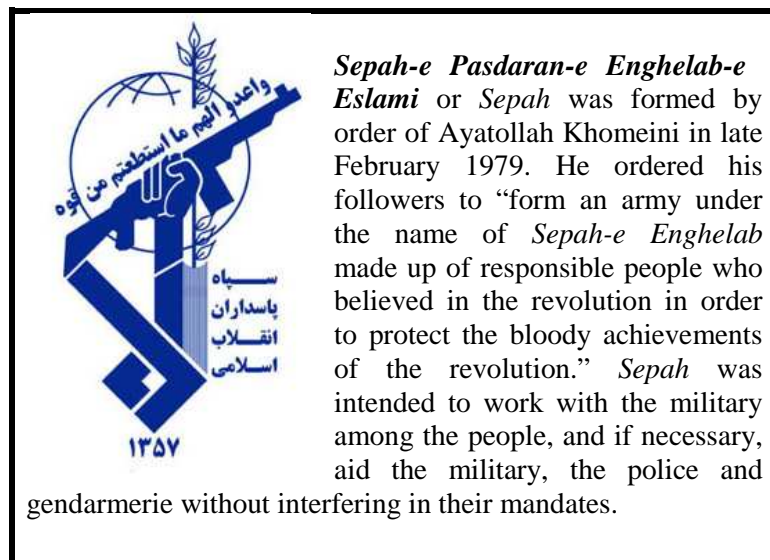 واعدوا لهم ما استطعتم من قوه
ســـپاه
پاسداران
انقــلاب
اســلامی
۱۳۵۷
Sepah-e Pasdaran-e Enghelab-e
Eslami or Sepah was formed by
order of Ayatollah Khomeini in late
February 1979. He ordered his
followers to “form an army under
the name of Sepah-e Enghelab
made up of responsible people who
believed in the revolution in order
to protect the bloody achievements
of the revolution.” Sepah was
intended to work with the military
among the people, and if necessary,
aid the military, the police and
gendarmerie without interfering in their mandates.